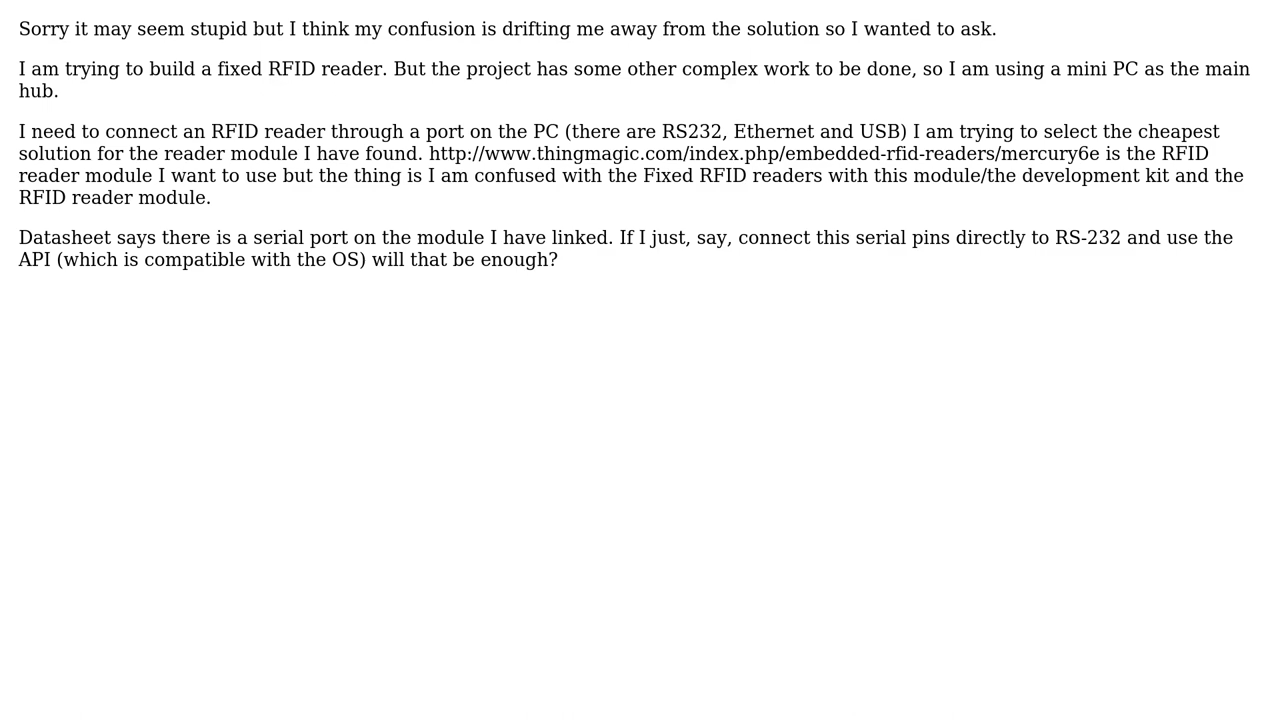 Sorry it may seem stupid but I think my confusion is drifting me away from the solution so I wanted to ask.
I am trying to build a fixed RFID reader. But the project has some other complex work to be done, so I am using a mini PC as the main
hub.
I need to connect an RFID reader through a port on the PC (there are RS232, Ethernet and USB) I am trying to select the cheapest
solution for the reader module I have found. http://www.thingmagic.com/index.php/embedded-rfid-readers/mercury6e is the RFID
reader module I want to use but the thing is I am confused with the Fixed RFID readers with this module/the development kit and the
RFID reader module.
Datasheet says there is a serial port on the module I have linked. If I just, say, connect this serial pins directly to RS-232 and use the
API (which is compatible with the OS) will that be enough?